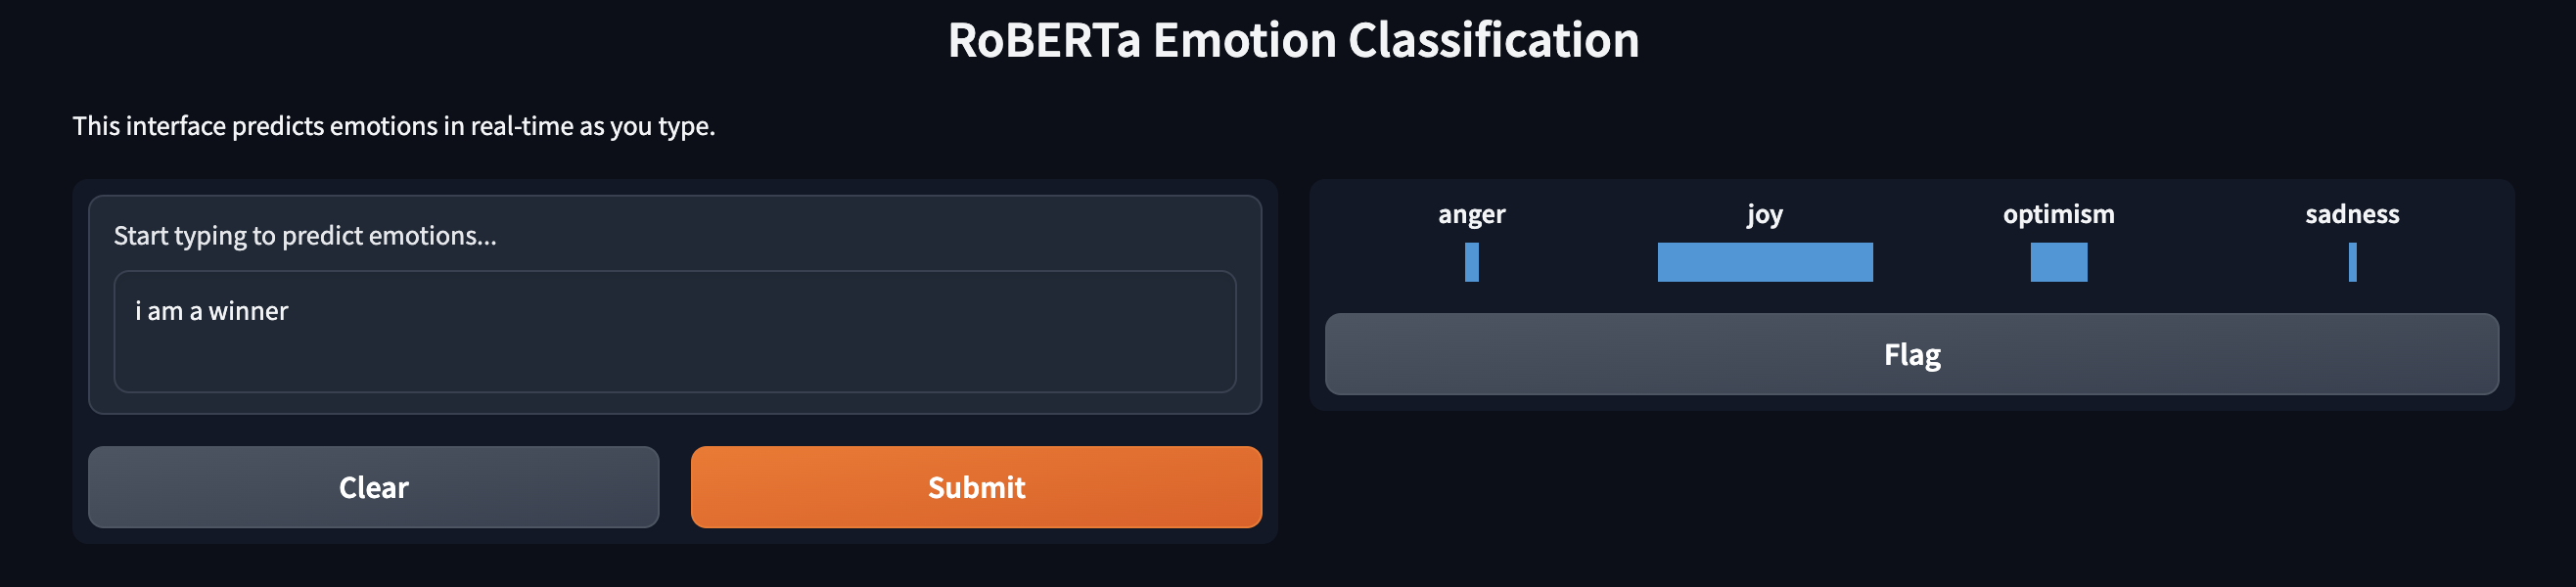 RoBERTa Emotion Classification
This interface predicts emotions in real-time as you type.
Start typing to predict emotions...
i am a winner
Clear
Submit
anger joy optimism sadness
Flag